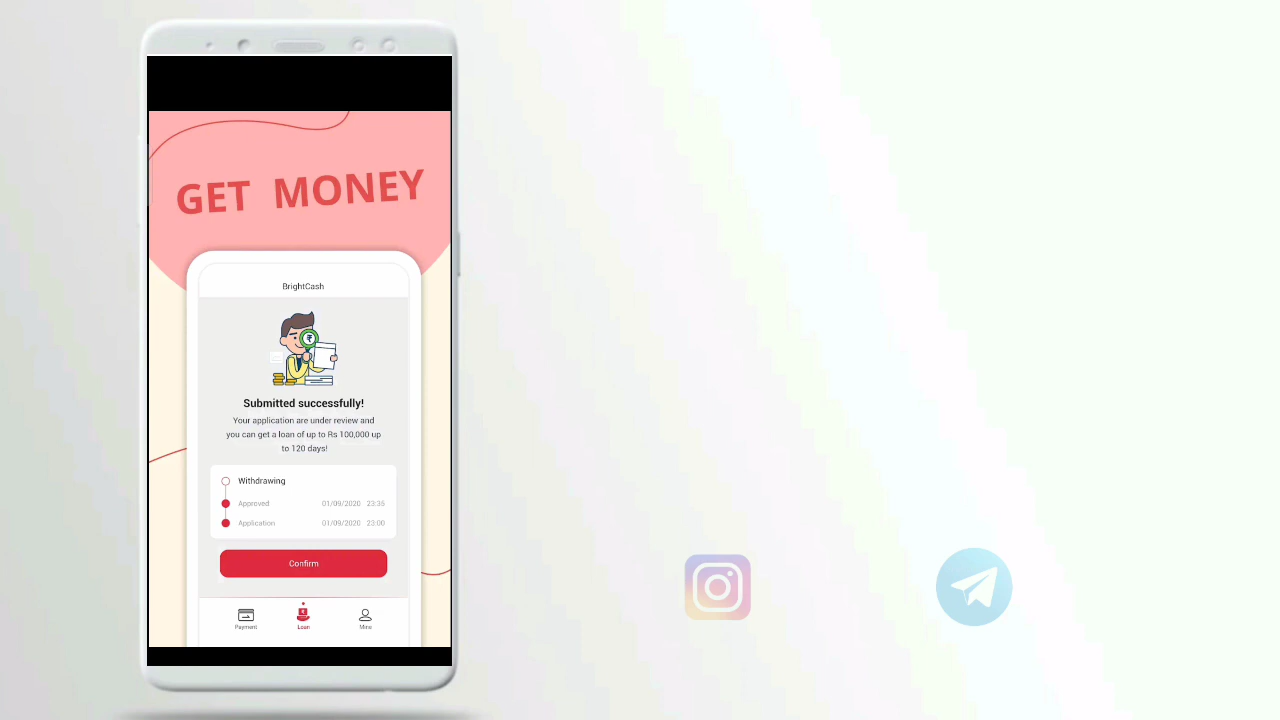 GET MONEY
BrightCash
Submitted successfully!
Your application are under review and
you can get a loan of up to Rs 100,000 up
to 120 days!
Withdrawing
Approved 01/09/2020 23:35
Application 01/09/2020 23:00
Confirm
Payment Loan Mine